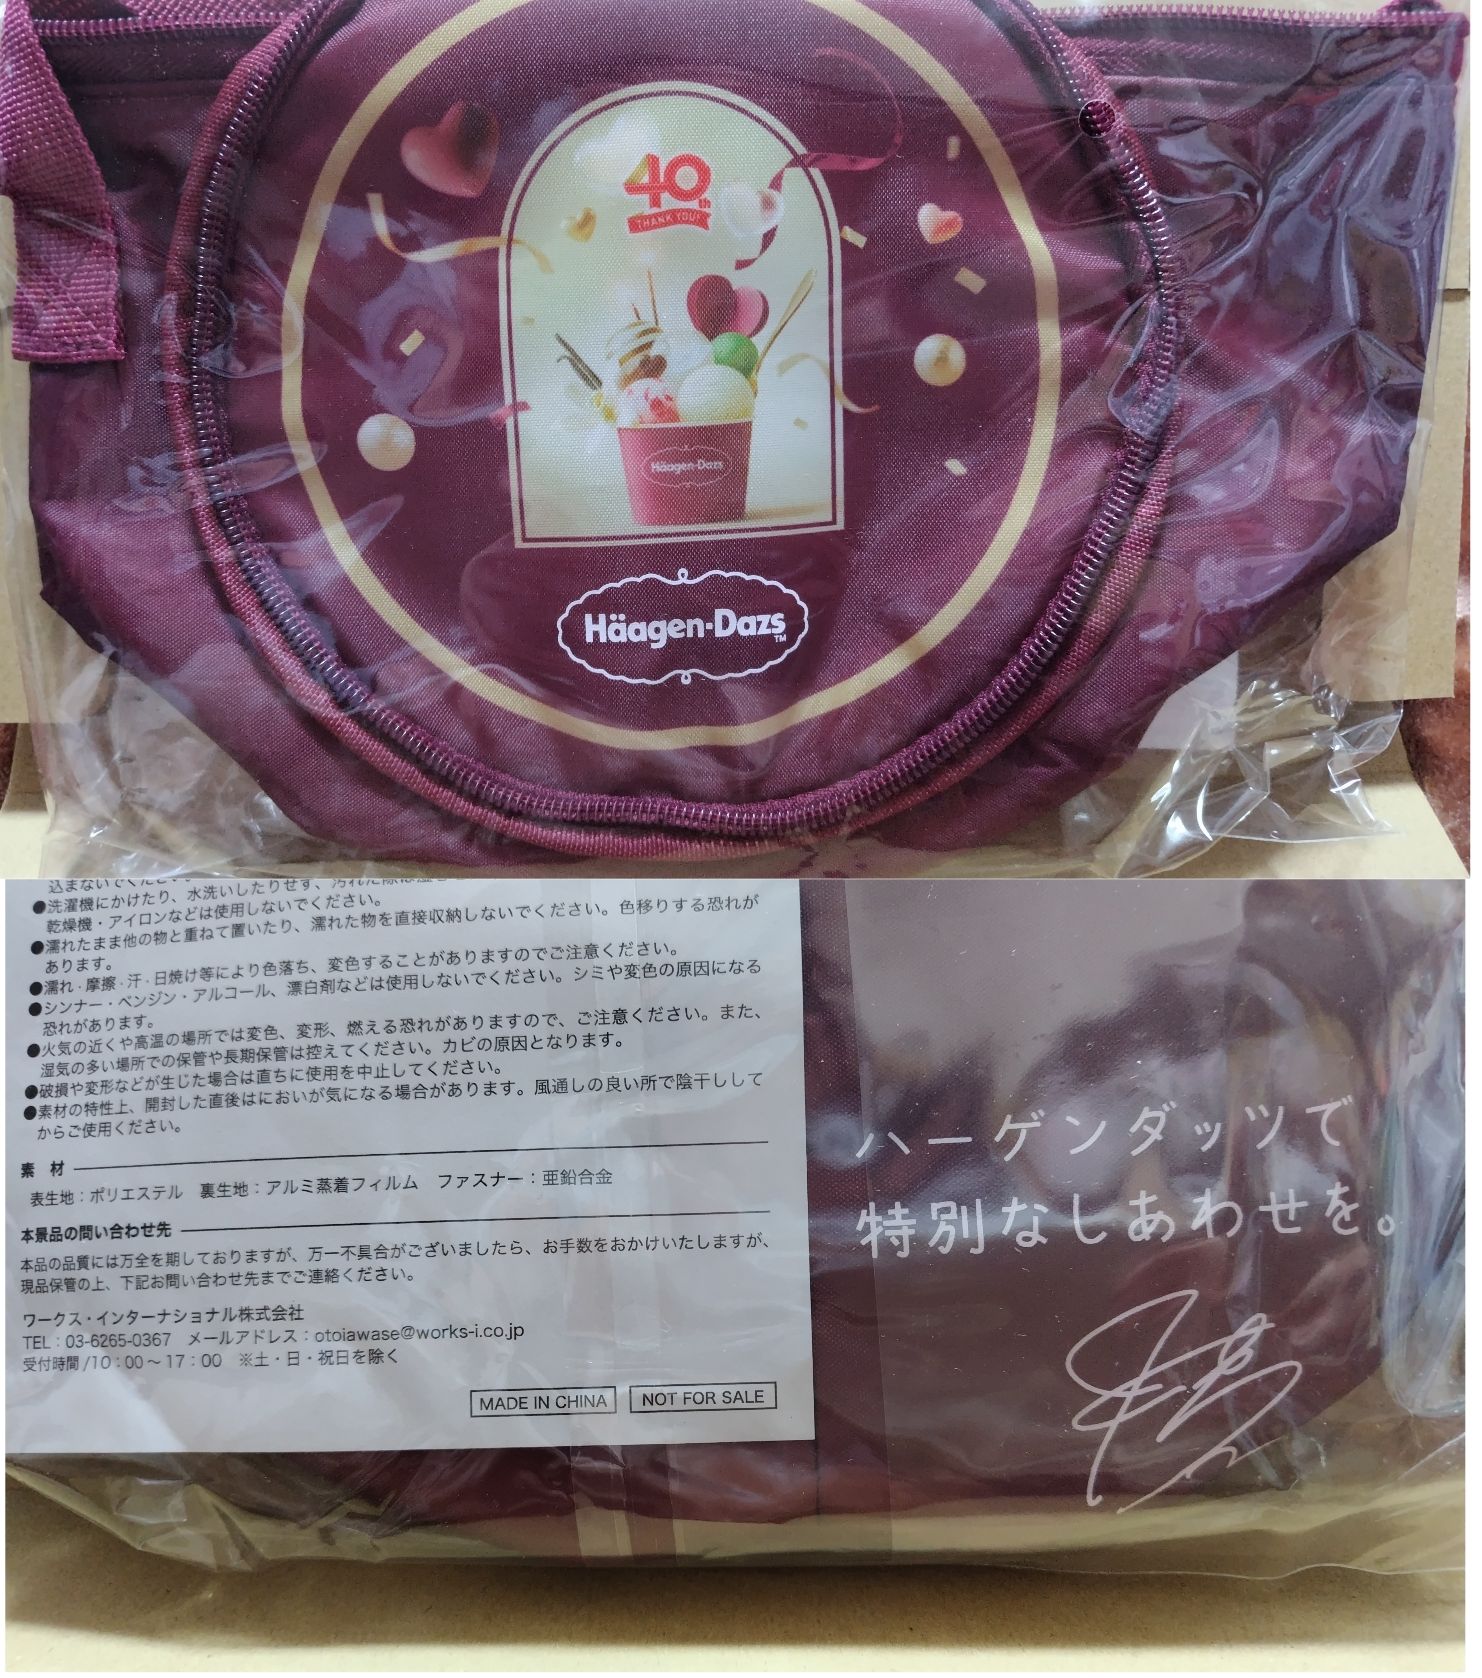 40th
THANK YOU!
Häagen-Dazs
Häagen-Dazs™
●洗濯機にかけたり、水洗いしたりせず、汚れた際は
乾燥機・アイロンなどは使用しないでください。
●濡れたまま他の物と重ねて置いたり、濡れた物を直接収納しないでください。色移りする恐れが
あります。
●濡れ・摩擦・汗・日焼け等により色落ち、変色することがありますのでご注意ください。
●シンナー・ベンジン・アルコール、漂白剤などは使用しないでください。シミや変色の原因になる
恐れがあります。
●火気の近くや高温の場所では変色、変形、燃える恐れがありますので、ご注意ください。また、
湿気の多い場所での保管や長期保管は控えてください。カビの原因となります。
●破損や変形などが生じた場合は直ちに使用を中止してください。
●素材の特性上、開封した直後はにおいが気になる場合があります。風通しの良い所で陰干しして
からご使用ください。
素 材
表生地：ポリエステル 裏生地：アルミ蒸着フィルム ファスナー：亜鉛合金
本景品の問い合わせ先
本品の品質には万全を期しておりますが、万一不具合がございましたら、お手数をおかけいたしますが、
現品保管の上、下記お問い合わせ先までご連絡ください。
ワークス・インターナショナル株式会社
TEL：03-6265-0367 メールアドレス：otoiawase@works-i.co.jp
受付時間/10：00～17：00 ※土・日・祝日を除く
MADE IN CHINA NOT FOR SALE
ハーゲンダッツで
特別なしあわせを。